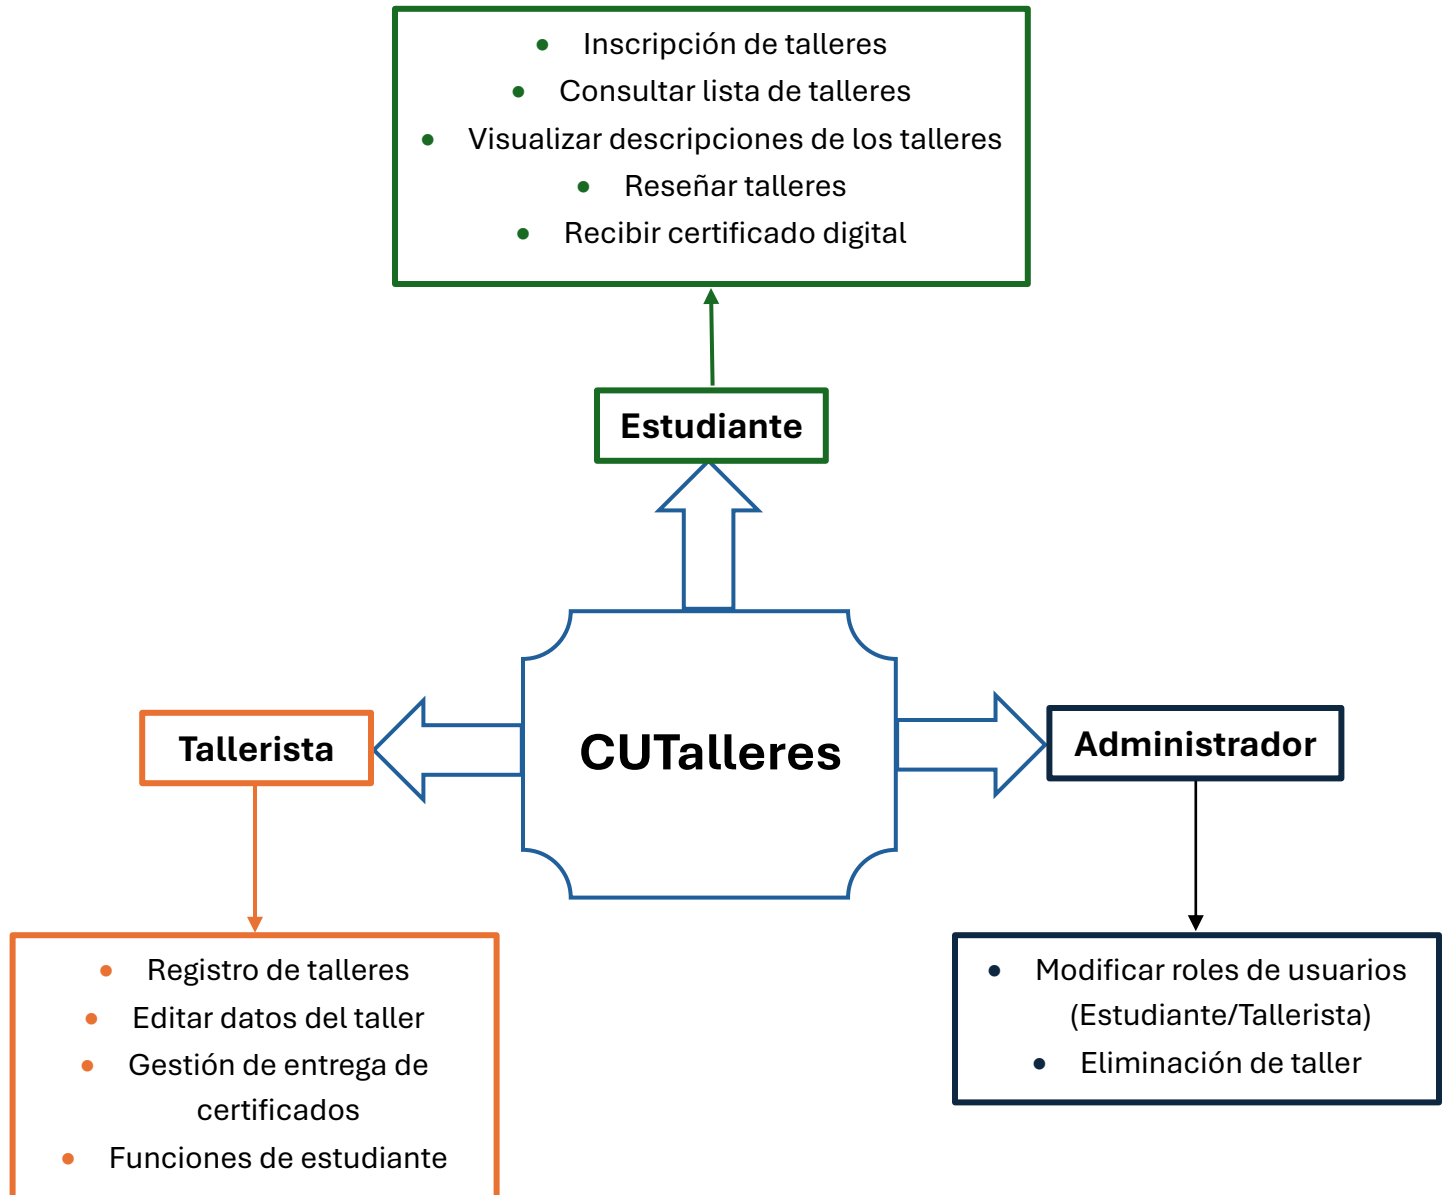 • Inscripción de talleres
• Consultar lista de talleres
• Visualizar descripciones de los talleres
• Reseñar talleres
• Recibir certificado digital
Estudiante
CUTalleres
Tallerista
Administrador
• Registro de talleres
• Editar datos del taller
• Gestión de entrega de
certificados
• Funciones de estudiante
• Modificar roles de usuarios
(Estudiante/Tallerista)
• Eliminación de taller